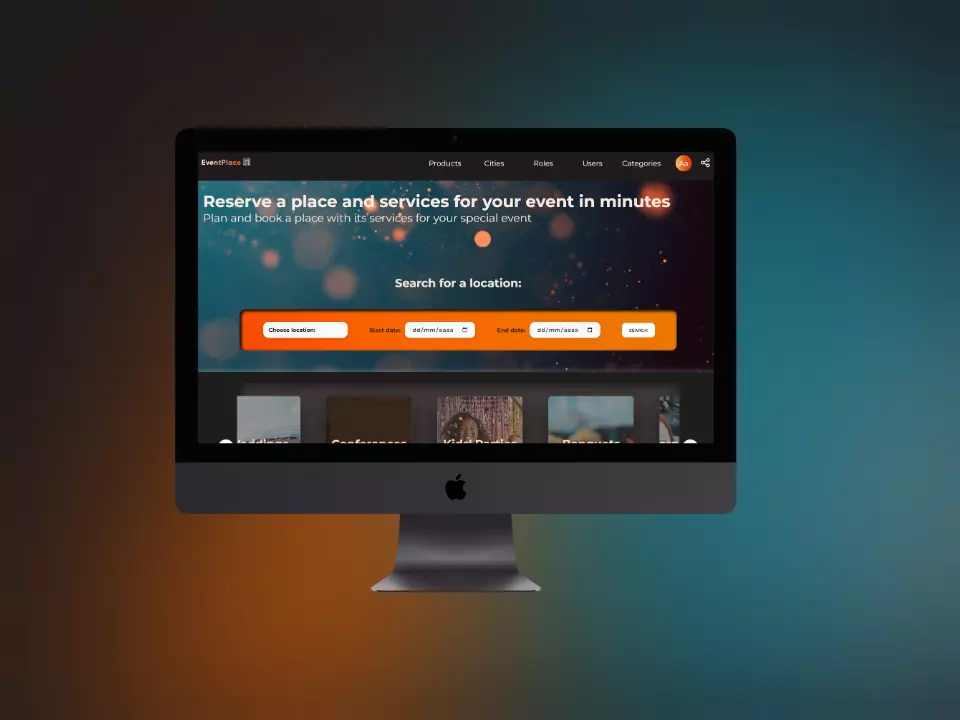 EventPlace
Products Cities Roles Users Categories Aa
Reserve a place and services for your event in minutes
Plan and book a place with its services for your special event
Search for a location:
Choose location: Start date: dd/mm/aaaa End date: dd/mm/aaaa SEARCH
Weddings Conferences Kids' Parties Banquets